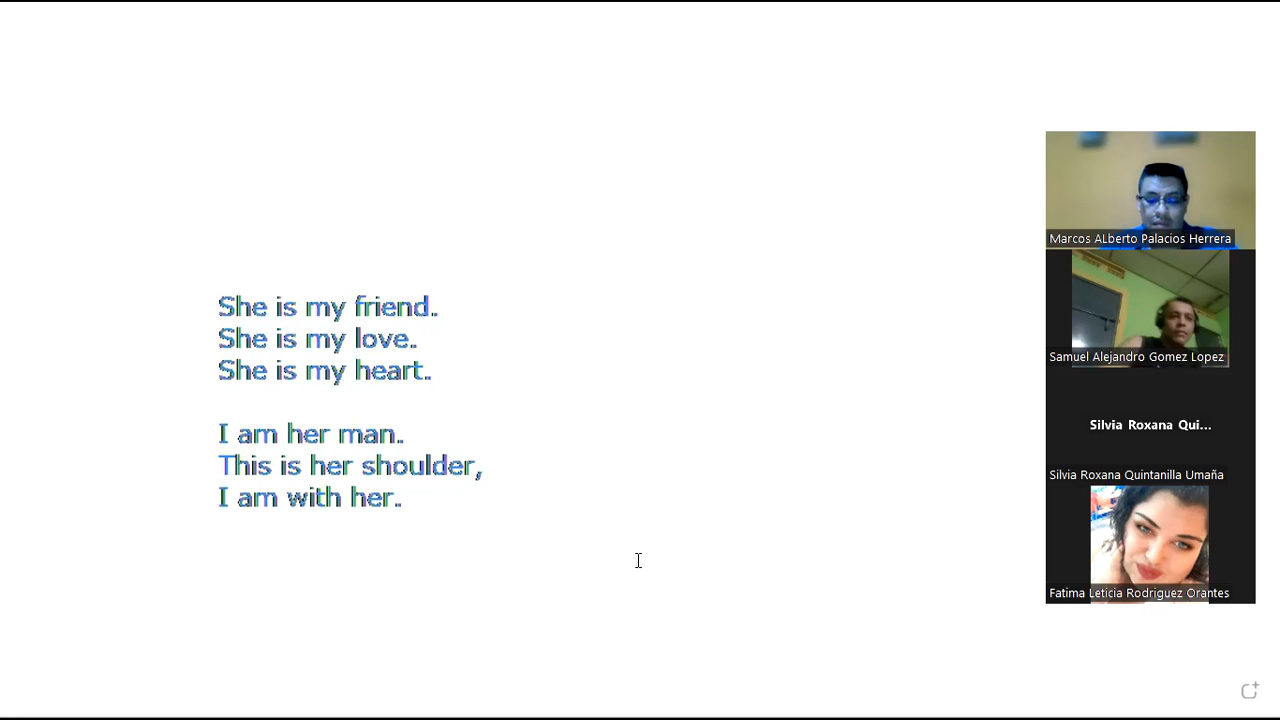 She is my friend.
She is my love.
She is my heart.
I am her man.
This is her shoulder,
I am with her.
Marcos ALberto Palacios Herrera
Samuel Alejandro Gomez Lopez
Silvia Roxana Qui...
Silvia Roxana Quintanilla Umaña
Fatima Leticia Rodriguez Orantes